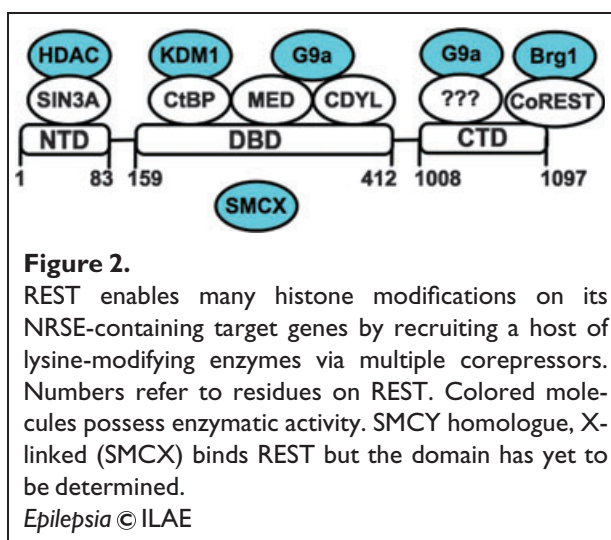 HDAC KDM1 G9a G9a Brg1
SIN3A CtBP MED CDYL ??? CoREST
NTD DBD CTD
1 83 159 412 1008 1097
SMCX
Figure 2.
REST enables many histone modifications on its
NRSE-containing target genes by recruiting a host of
lysine-modifying enzymes via multiple corepressors.
Numbers refer to residues on REST. Colored mole-
cules possess enzymatic activity. SMCY homologue, X-
linked (SMCX) binds REST but the domain has yet to
be determined.
Epilepsia © ILAE